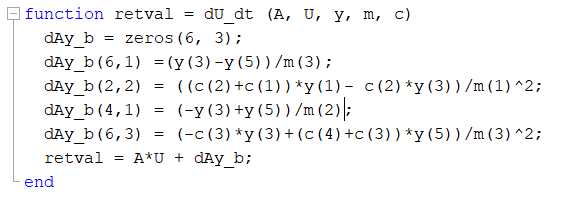 function retval = dU_dt (A, U, y, m, c)
dAy_b = zeros(6, 3);
dAy_b(6,1) =(y(3)-y(5))/m(3);
dAy_b(2,2) = ((c(2)+c(1))*y(1)- c(2)*y(3))/m(1)^2;
dAy_b(4,1) = (-y(3)+y(5))/m(2);
dAy_b(6,3) = (-c(3)*y(3)+(c(4)+c(3))*y(5))/m(3)^2;
retval = A*U + dAy_b;
end